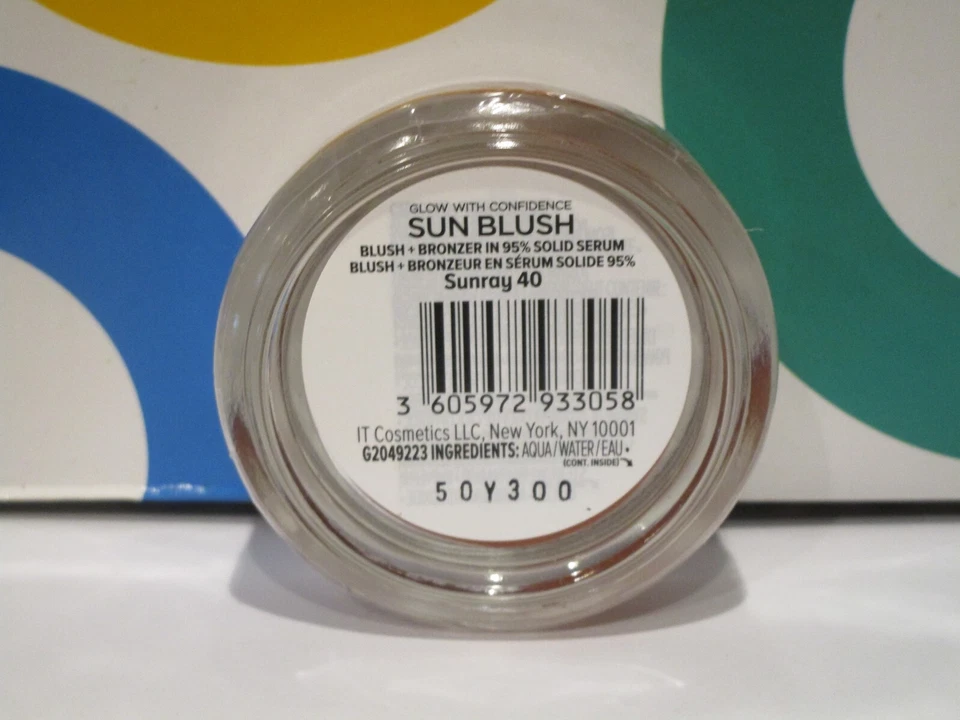 GLOW WITH CONFIDENCE
SUN BLUSH
BLUSH + BRONZER IN 95% SOLID SERUM
BLUSH + BRONZEUR EN SÉRUM SOLIDE 95%
Sunray 40
3 605972 933058
IT Cosmetics LLC, New York, NY 10001
G2049223 INGREDIENTS: AQUA/WATER/EAU •
(CONT. INSIDE)
50Y300